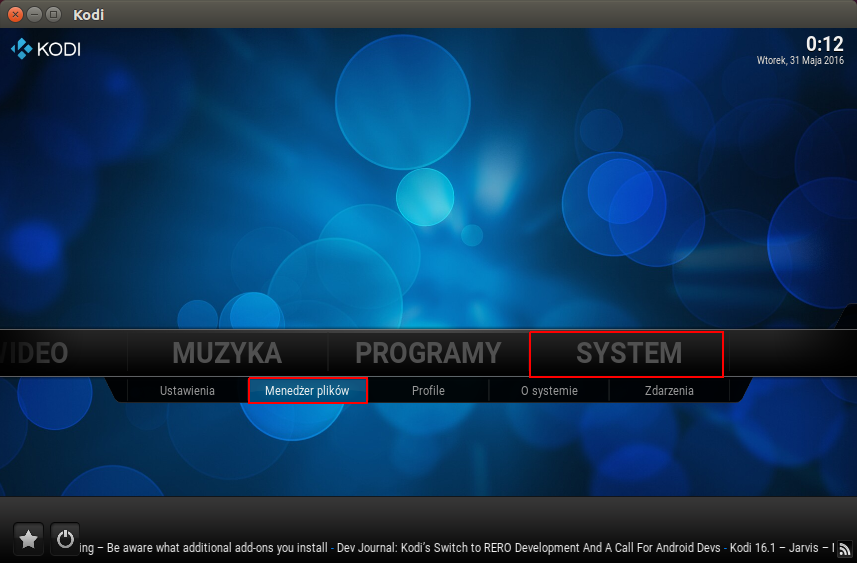 Kodi
KODI
0:12
Wtorek, 31 Maja 2016
VIDEO MUZYKA PROGRAMY SYSTEM
Ustawienia Menedżer plików Profile O systemie Zdarzenia
ing – Be aware what additional add-ons you install - Dev Journal: Kodi's Switch to RERO Development And A Call For Android Devs - Kodi 16.1 – Jarvis –